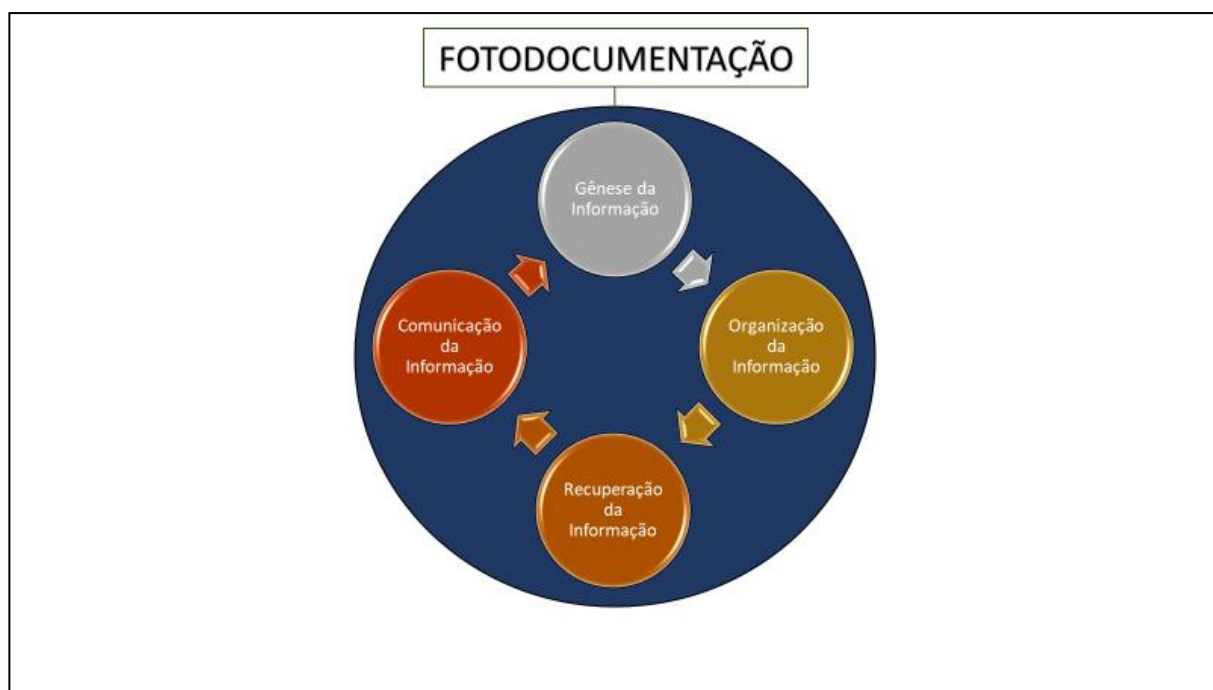 FOTODOCUMENTAÇÃO
Gênese da
Informação
Organização
da
Informação
Recuperação
da
Informação
Comunicação
da
Informação